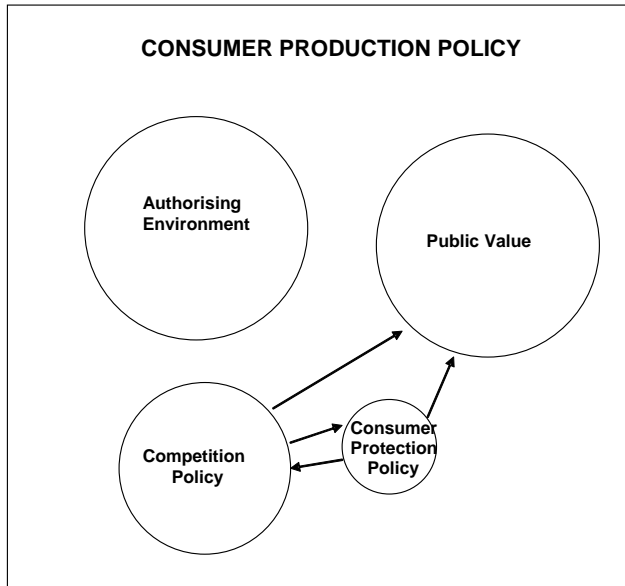 CONSUMER PRODUCTION POLICY
Authorising
Environment
Public Value
Competition
Policy
Consumer
Protection
Policy